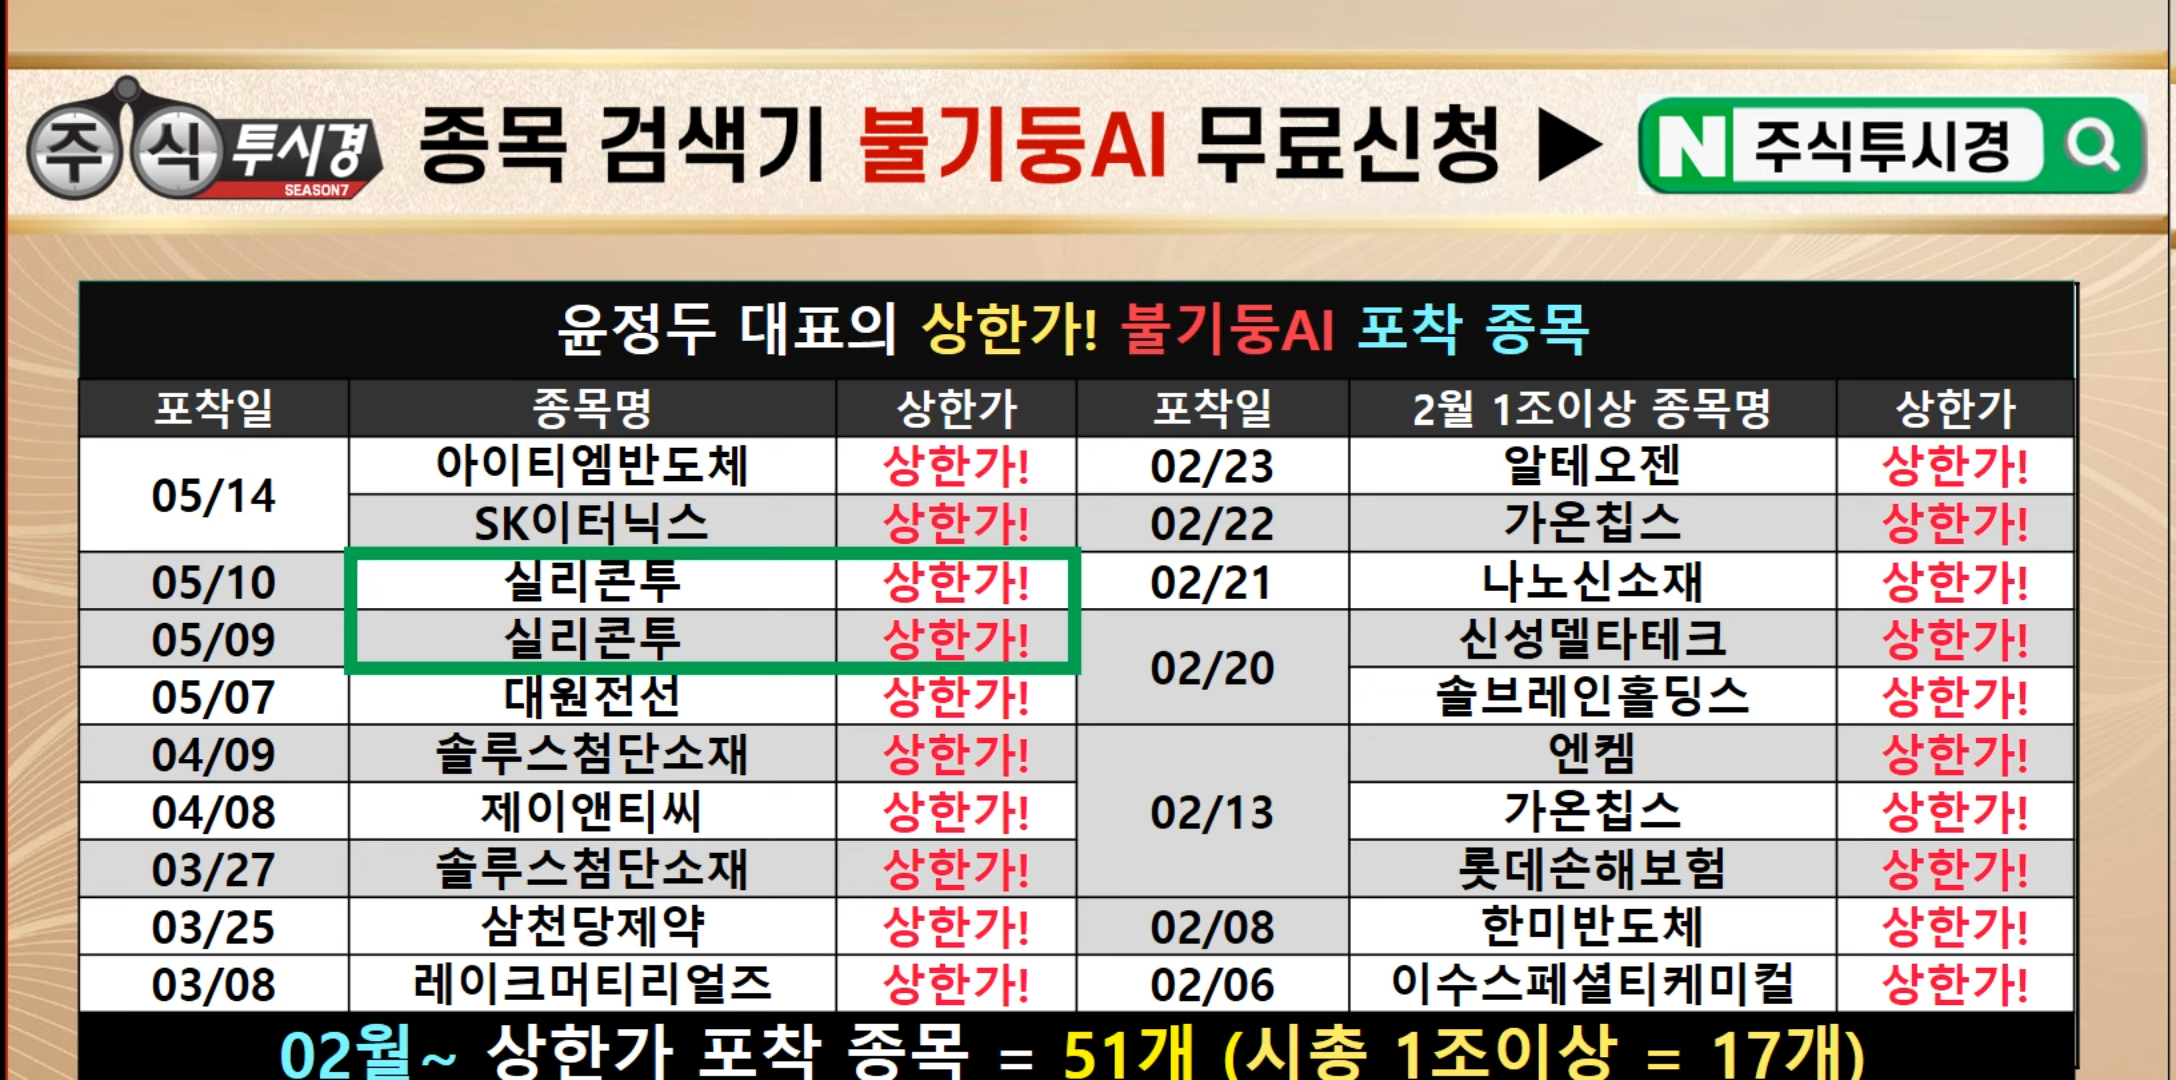 주식투시경 SEASON7
종목 검색기 불기둥AI 무료신청 ▶
N 주식투시경
윤정두 대표의 상한가! 불기둥AI 포착 종목
포착일 종목명 상한가 포착일 2월 1조이상 종목명 상한가
05/14 아이티엠반도체 상한가! 02/23 알테오젠 상한가!
SK이터닉스 상한가! 02/22 가온칩스 상한가!
05/10 실리콘투 상한가! 02/21 나노신소재 상한가!
05/09 실리콘투 상한가! 02/20 신성델타테크 상한가!
05/07 대원전선 상한가! 솔브레인홀딩스 상한가!
04/09 솔루스첨단소재 상한가! 02/13 엔켐 상한가!
04/08 제이앤티씨 상한가! 가온칩스 상한가!
03/27 솔루스첨단소재 상한가! 롯데손해보험 상한가!
03/25 삼천당제약 상한가! 02/08 한미반도체 상한가!
03/08 레이크머티리얼즈 상한가! 02/06 이수스페셜티케미컬 상한가!
02월~ 상한가 포착 종목 = 51개 (시총 1조이상 = 17개)